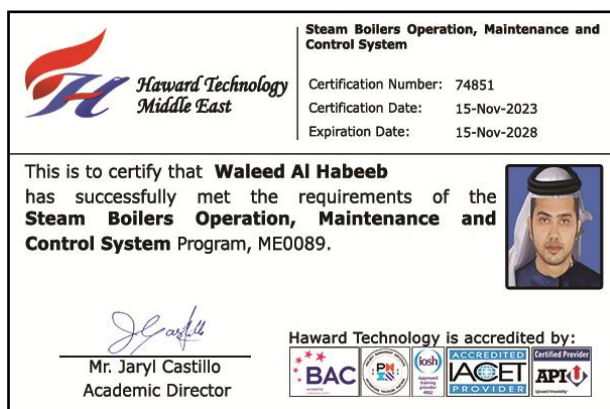 Haward Technology
Middle East
Steam Boilers Operation, Maintenance and
Control System
Certification Number: 74851
Certification Date: 15-Nov-2023
Expiration Date: 15-Nov-2028
This is to certify that Waleed Al Habeeb
has successfully met the requirements of the
Steam Boilers Operation, Maintenance and
Control System Program, ME0089.
Mr. Jaryl Castillo
Academic Director
Haward Technology is accredited by:
BAC
iosh
ACCREDITED
IACET
PROVIDER
Certified Provider
API